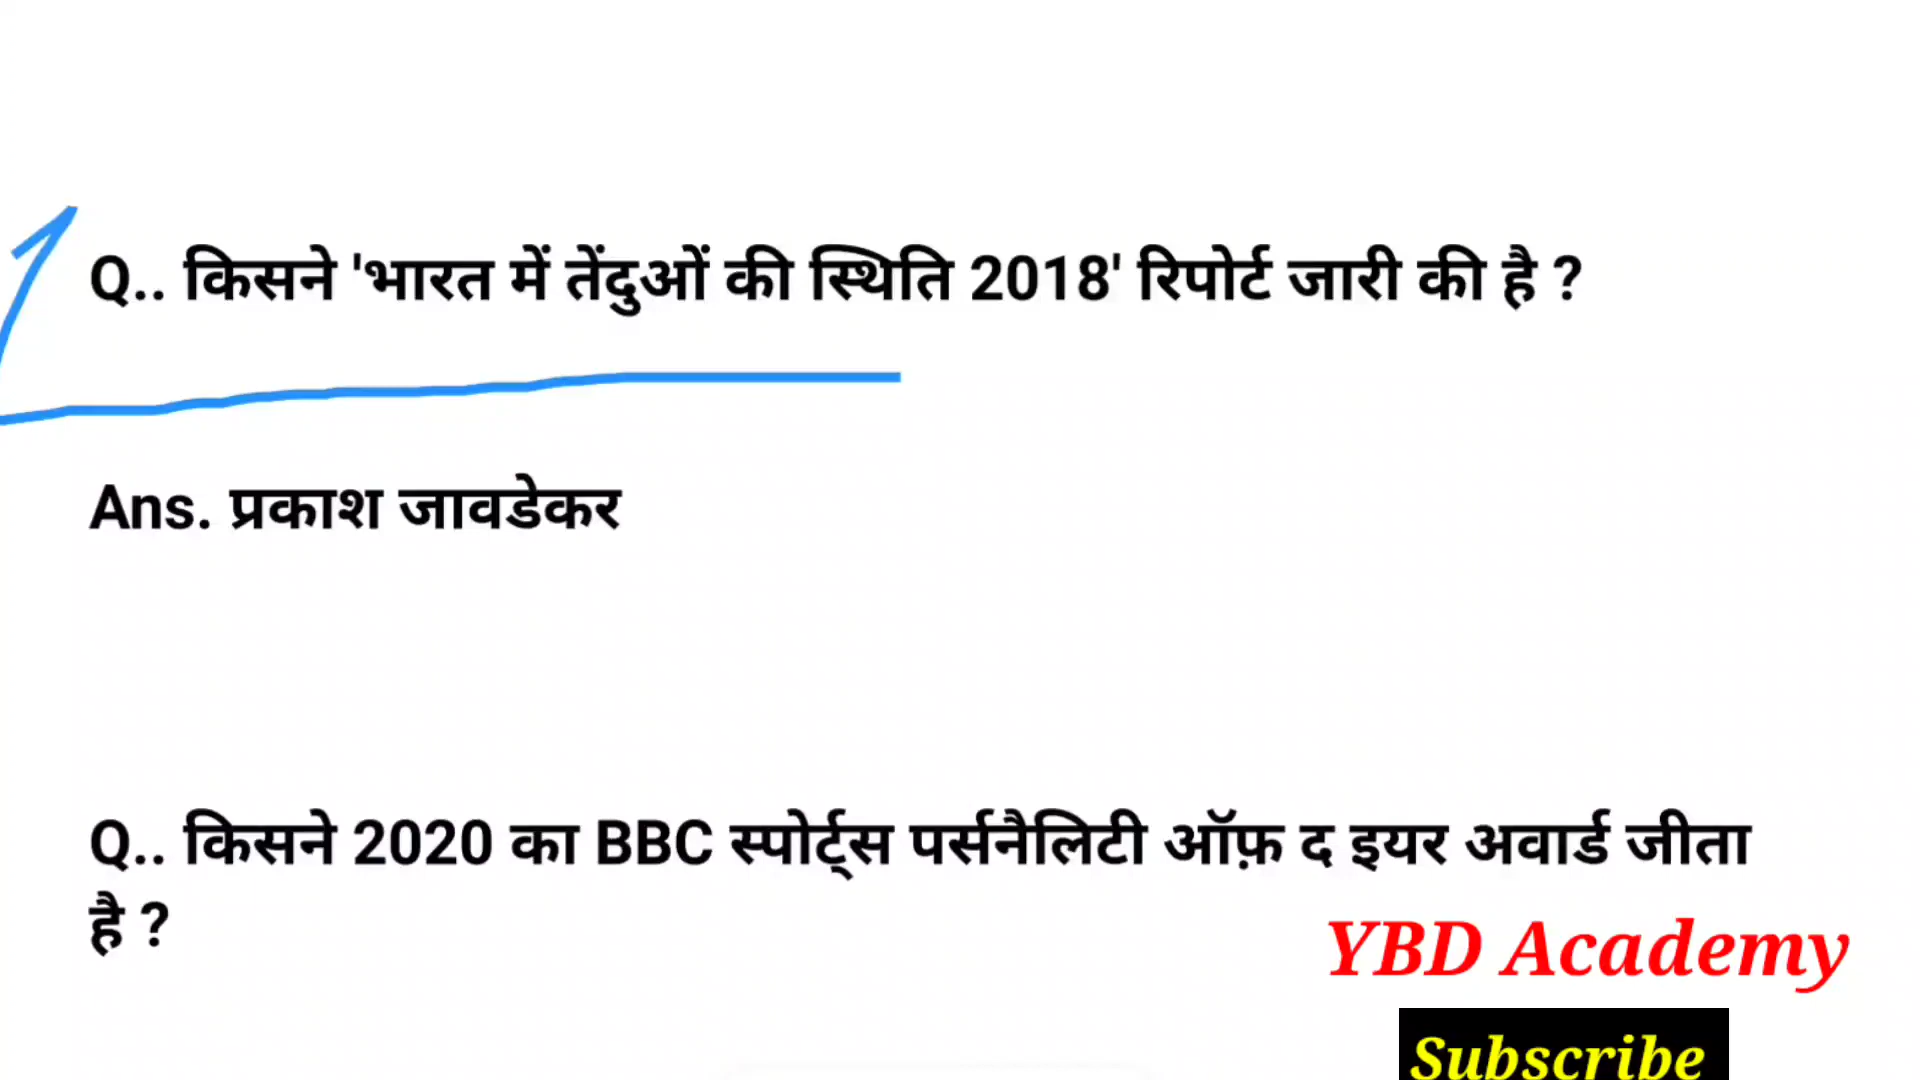 Q.. किसने 'भारत में तेंदुओं की स्थिति 2018' रिपोर्ट जारी की है ?
Ans. प्रकाश जावडेकर
Q.. किसने 2020 का BBC स्पोर्ट्स पर्सनैलिटी ऑफ़ द इयर अवार्ड जीता
है ?
YBD Academy
Subscribe